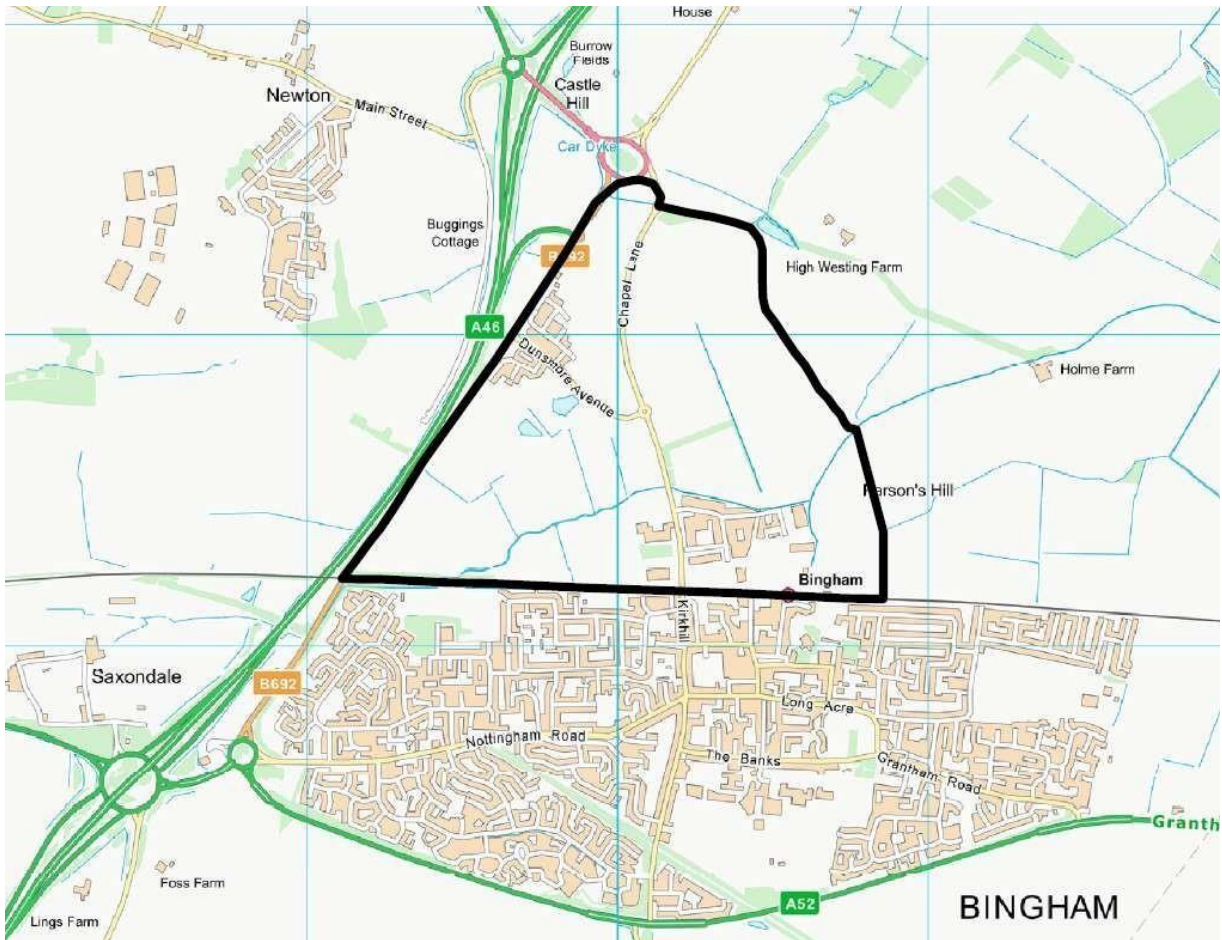 House
Burrow
Fields
Castle
Hill
Newton
Main Street
Car Dyke
Buggings
Cottage
Chapel Lane
High Westing Farm
A46
Dunsmore Avenue
Holme Farm
Parson's Hill
Bingham
Kirkhill
Saxondale
B692
Long Acre
Nottingham Road
The Banks
Grantham Road
Granth
Foss Farm
A52
BINGHAM
Lings Farm